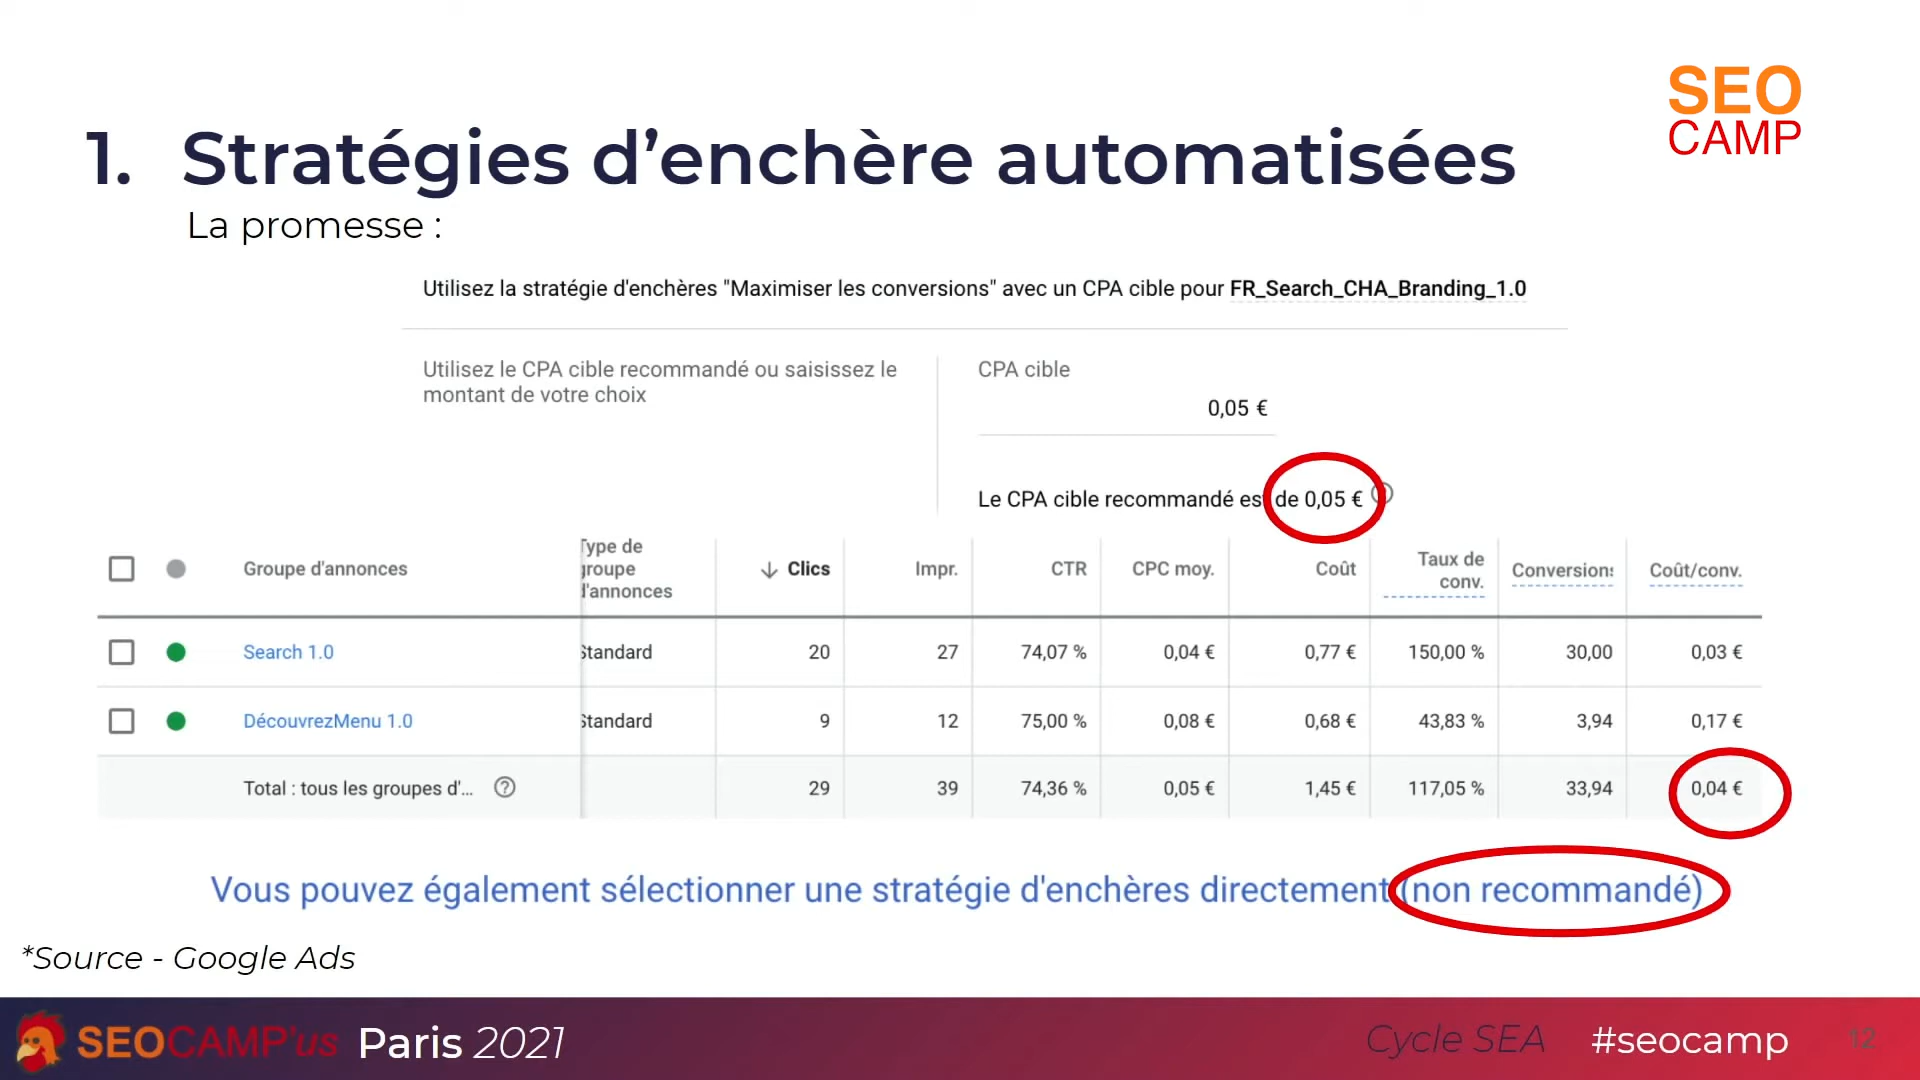 SEO
CAMP
1. Stratégies d’enchère automatisées
La promesse :
Utilisez la stratégie d'enchères "Maximiser les conversions" avec un CPA cible pour FR_Search_CHA_Branding_1.0
Utilisez le CPA cible recommandé ou saisissez le
montant de votre choix
CPA cible
0,05 €
Le CPA cible recommandé est de 0,05 €
Groupe d'annonces
Type de
groupe
d'annonces
Clics
Impr.
CTR
CPC moy.
Coût
Taux de
conv.
Conversions
Coût/conv.
Search 1.0 Standard 20 27 74,07 % 0,04 € 0,77 € 150,00 % 30,00 0,03 €
DécouvrezMenu 1.0 Standard 9 12 75,00 % 0,08 € 0,68 € 43,83 % 3,94 0,17 €
Total : tous les groupes d'... 29 39 74,36 % 0,05 € 1,45 € 117,05 % 33,94 0,04 €
Vous pouvez également sélectionner une stratégie d'enchères directement (non recommandé)
*Source - Google Ads
SEOCAMP'us Paris 2021
Cycle SEA #seocamp 12